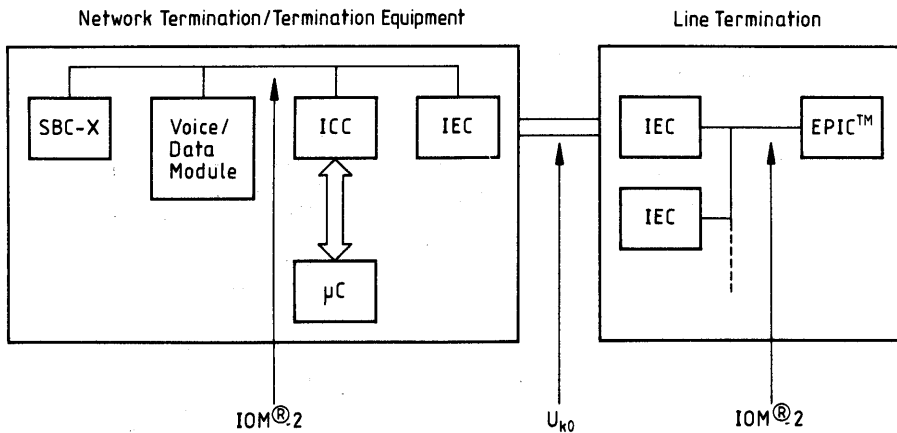 Network Termination/Termination Equipment
Line Termination
SBC-X
Voice/
Data
Module
ICC
IEC
IEC
EPIC™
IEC
µC
IOM®-2
U_k0
IOM®-2